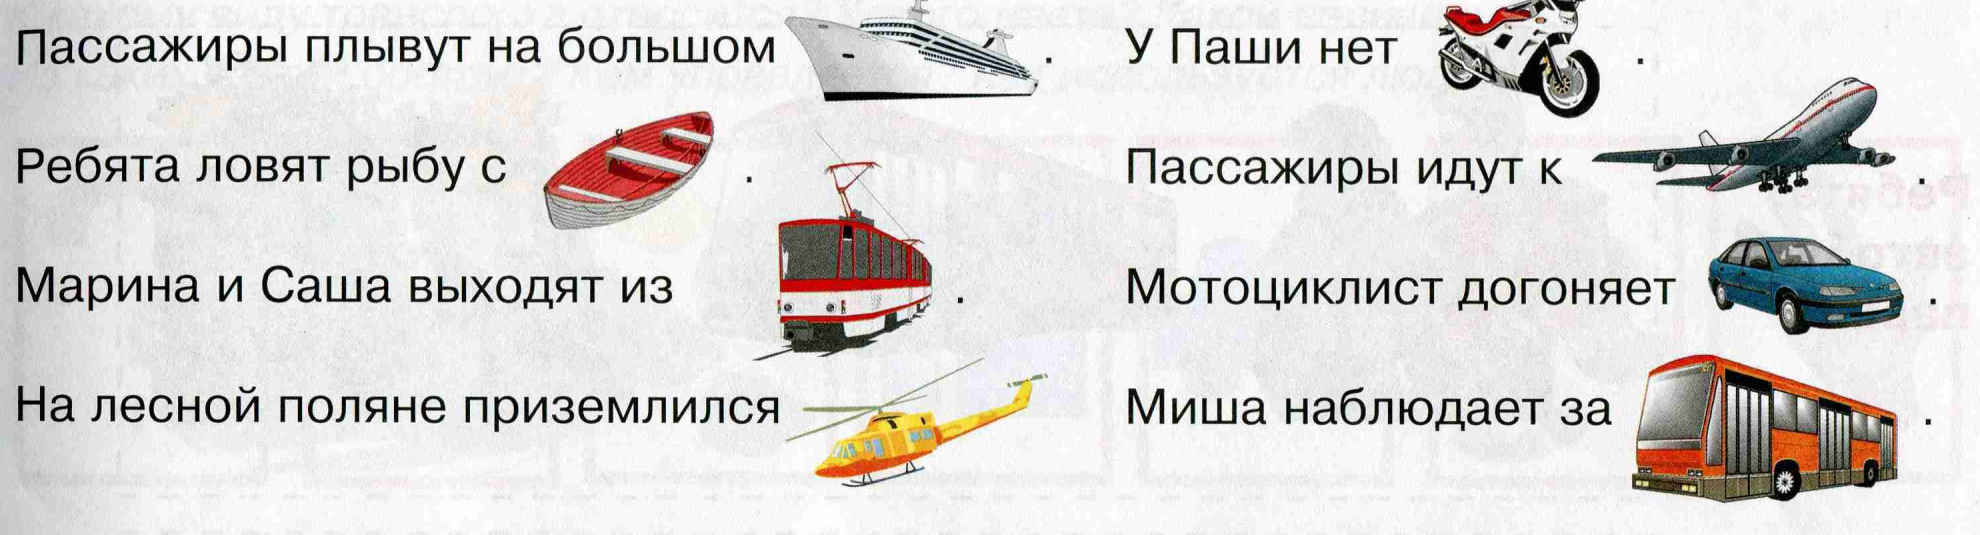 Пассажиры плывут на большом .
Ребята ловят рыбу с .
Марина и Саша выходят из .
На лесной поляне приземлился
У Паши нет .
Пассажиры идут к .
Мотоциклист догоняет .
Миша наблюдает за .